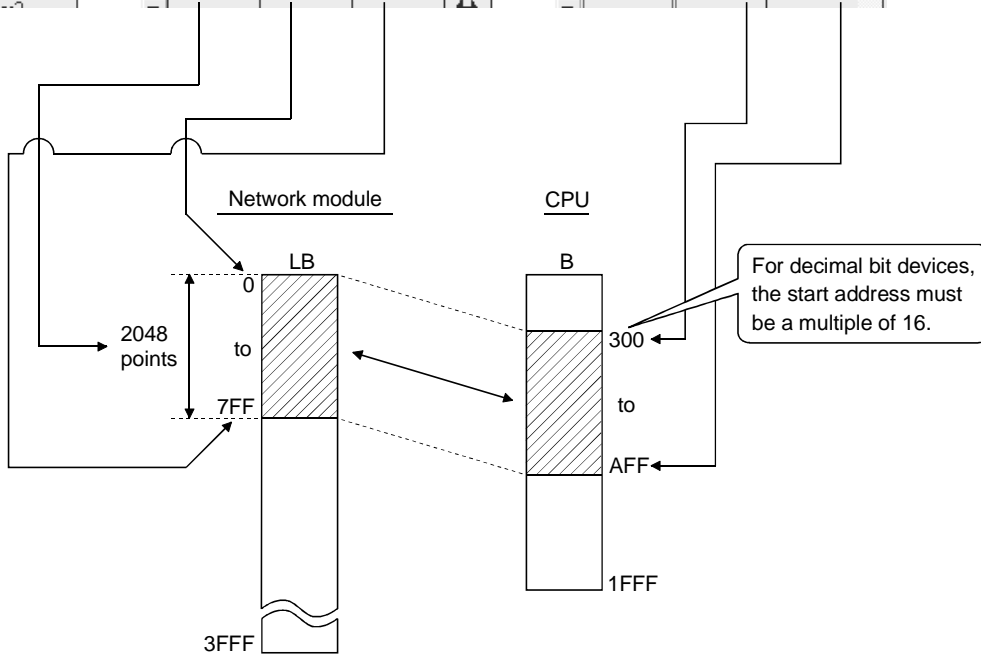 Network module
CPU
LB
B
0
2048
points
to
7FF
3FFF
300
to
AFF
1FFF
For decimal bit devices,
the start address must
be a multiple of 16.